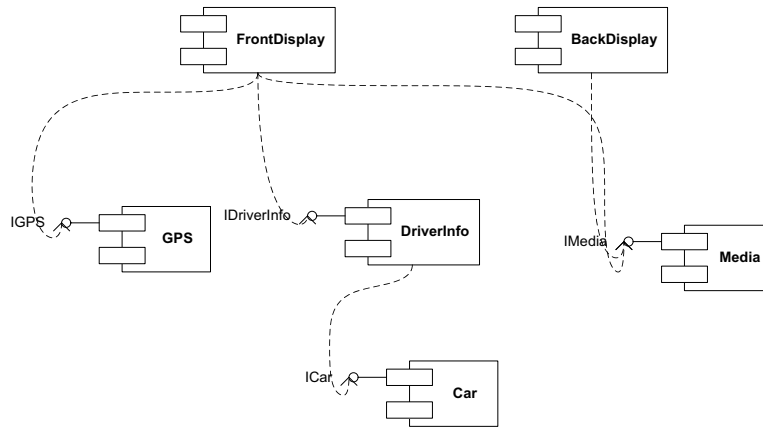 FrontDisplay
BackDisplay
IGPS
GPS
IDriverInfo
DriverInfo
IMedia
Media
ICar
Car